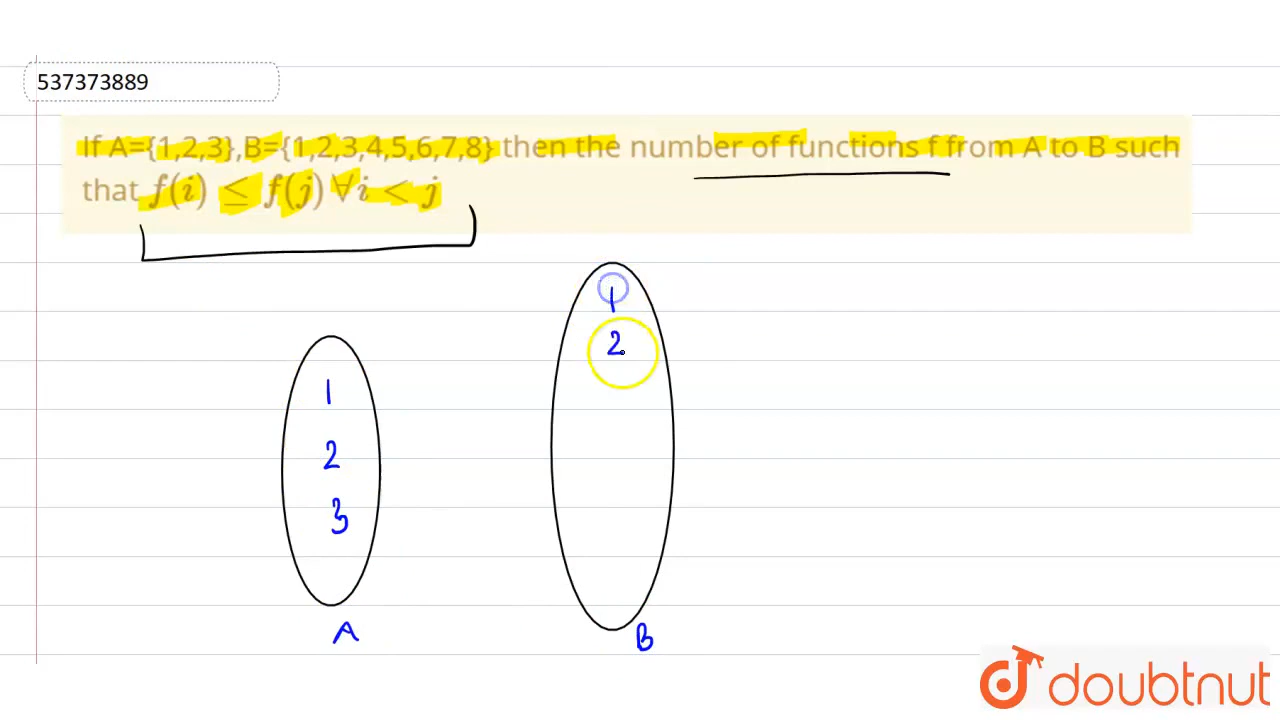 537373889
If A={1,2,3},B={1,2,3,4,5,6,7,8} then the number of functions f from A to B such
that f(i) ≤ f(j) ∀i < j
1
2
1
2
3
A
B
doubtnut